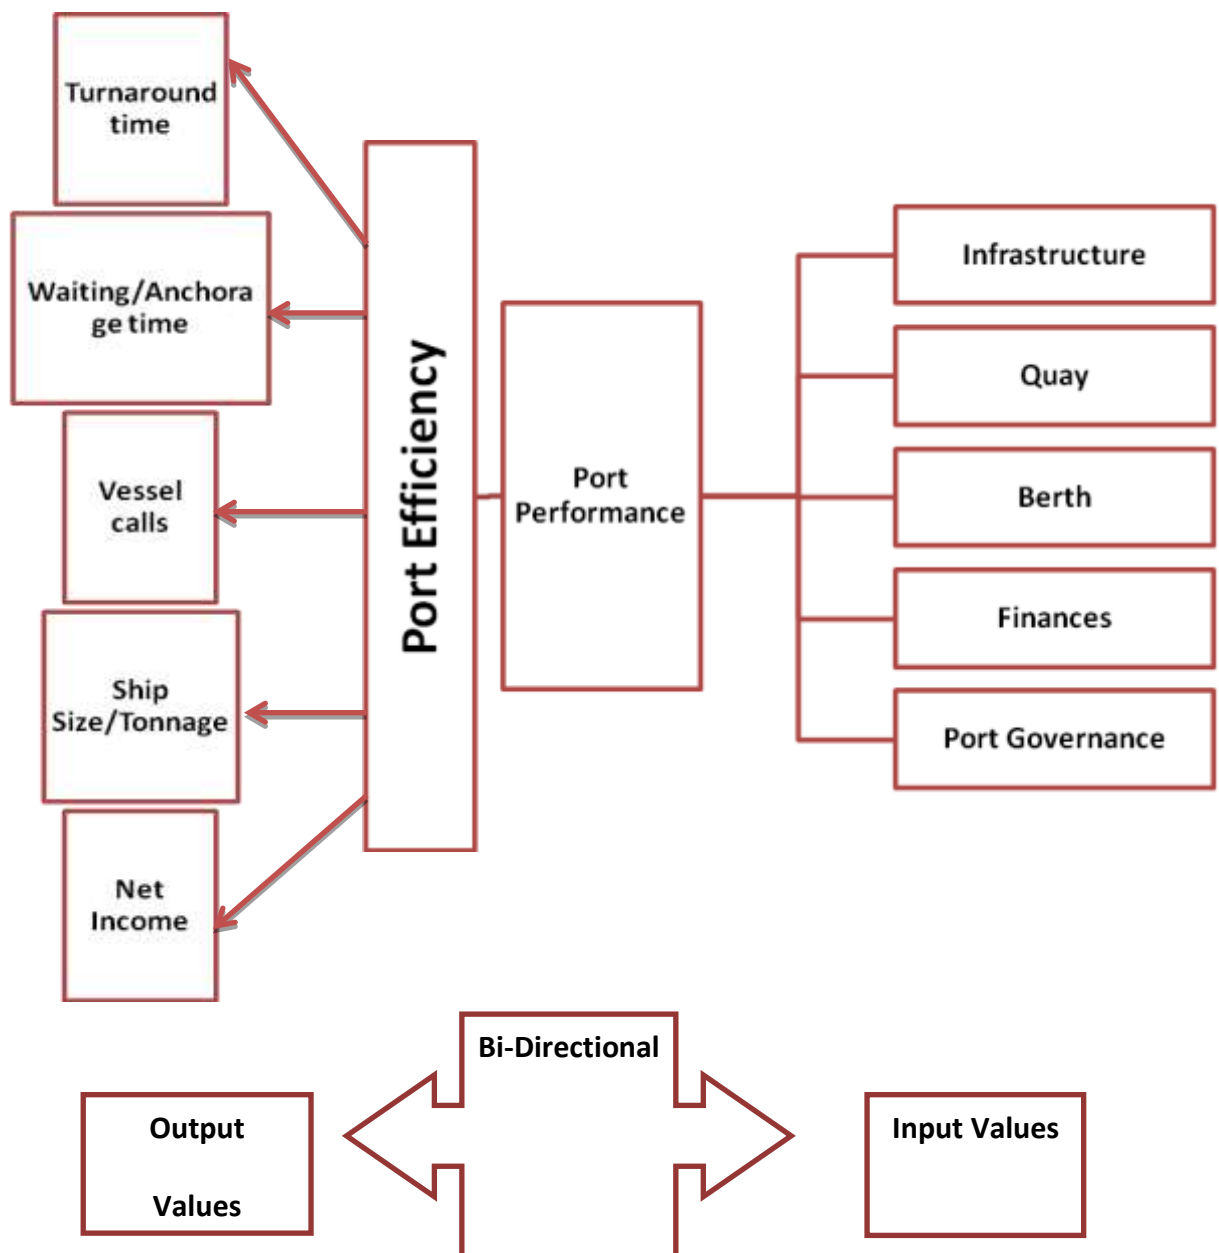 Turnaround
time
Waiting/Anchora
ge time
Vessel
calls
Ship
Size/Tonnage
Net
Income
Port Efficiency
Port
Performance
Infrastructure
Quay
Berth
Finances
Port Governance
Bi-Directional
Output
Values
Input Values